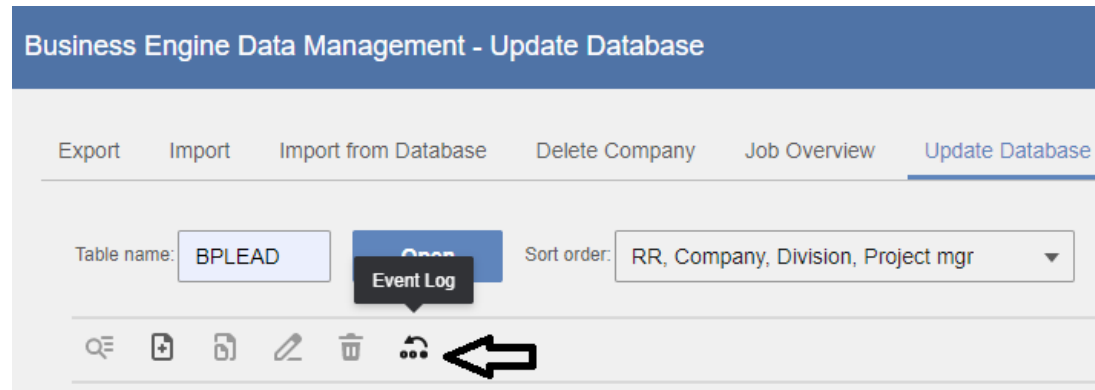 Business Engine Data Management - Update Database
Export Import Import from Database Delete Company Job Overview Update Database
Table name: BPLEAD Open Sort order: RR, Company, Division, Project mgr
Event Log